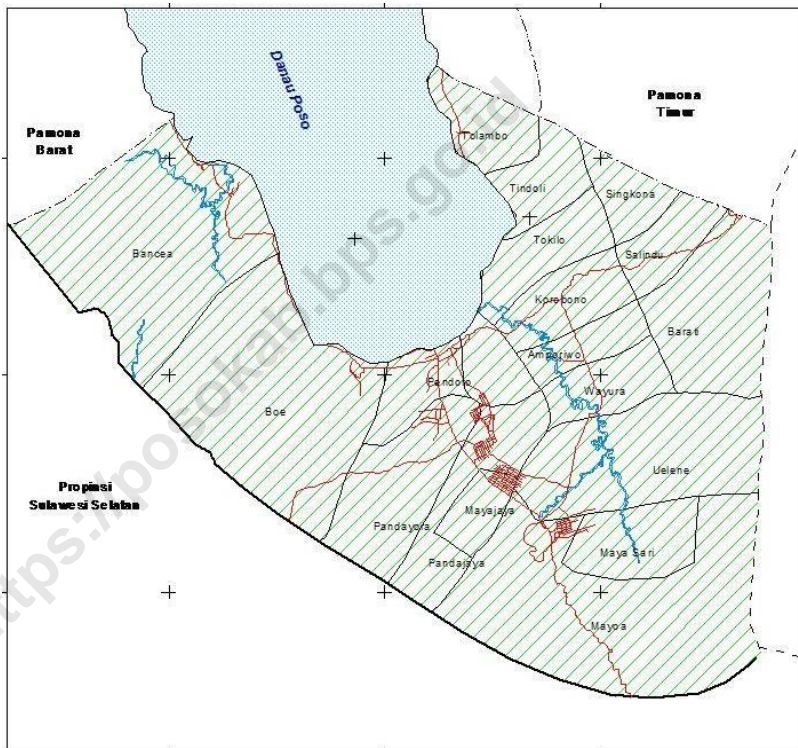 Danau Poso
Pamona
Timur
Pamona
Barat
Tolambo
Tindoli
Singkona
Tokilo
Salindu
Bancea
Korobono
Barati
Amporiwo
Pendolo
Wayura
Boe
Uelene
Propinsi
Sulawesi Selatan
Mayajaya
Pandayora
Maya Sari
Pandajaya
Mayoa
https://posokab.bps.go.id